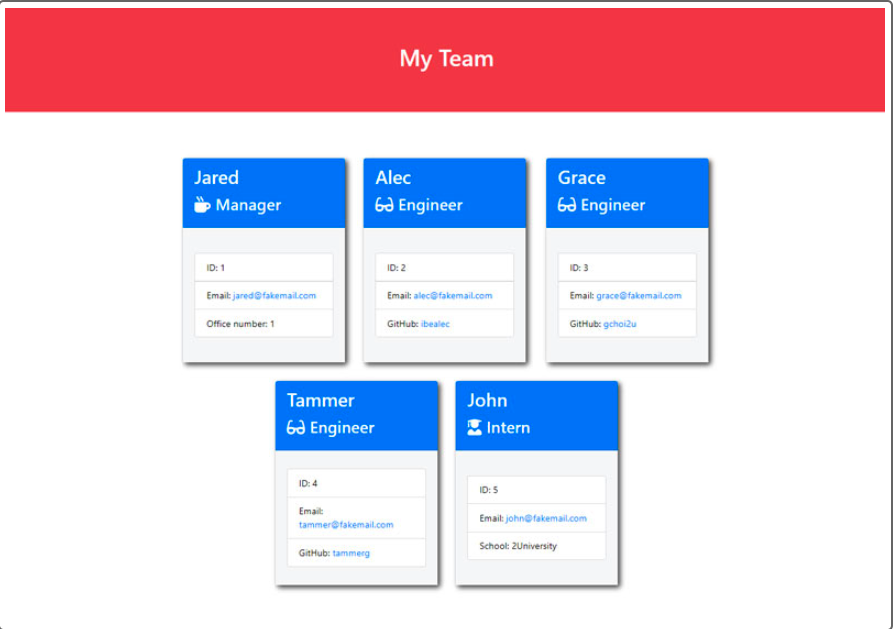 My Team
Jared
Manager
ID: 1
Email: jared@fakemail.com
Office number: 1
Alec
Engineer
ID: 2
Email: alec@fakemail.com
GitHub: ibealec
Grace
Engineer
ID: 3
Email: grace@fakemail.com
GitHub: gchoi2u
Tammer
Engineer
ID: 4
Email:
tammer@fakemail.com
GitHub: tammerg
John
Intern
ID: 5
Email: john@fakemail.com
School: 2University